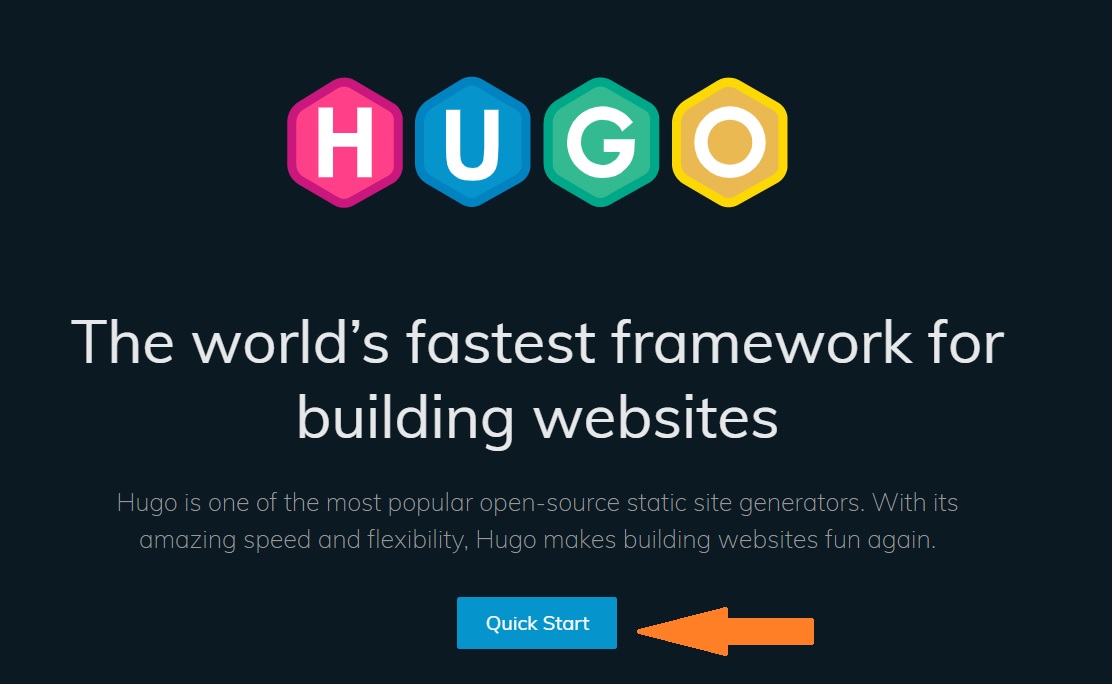 HUGO
The world’s fastest framework for
building websites
Hugo is one of the most popular open-source static site generators. With its
amazing speed and flexibility, Hugo makes building websites fun again.
Quick Start